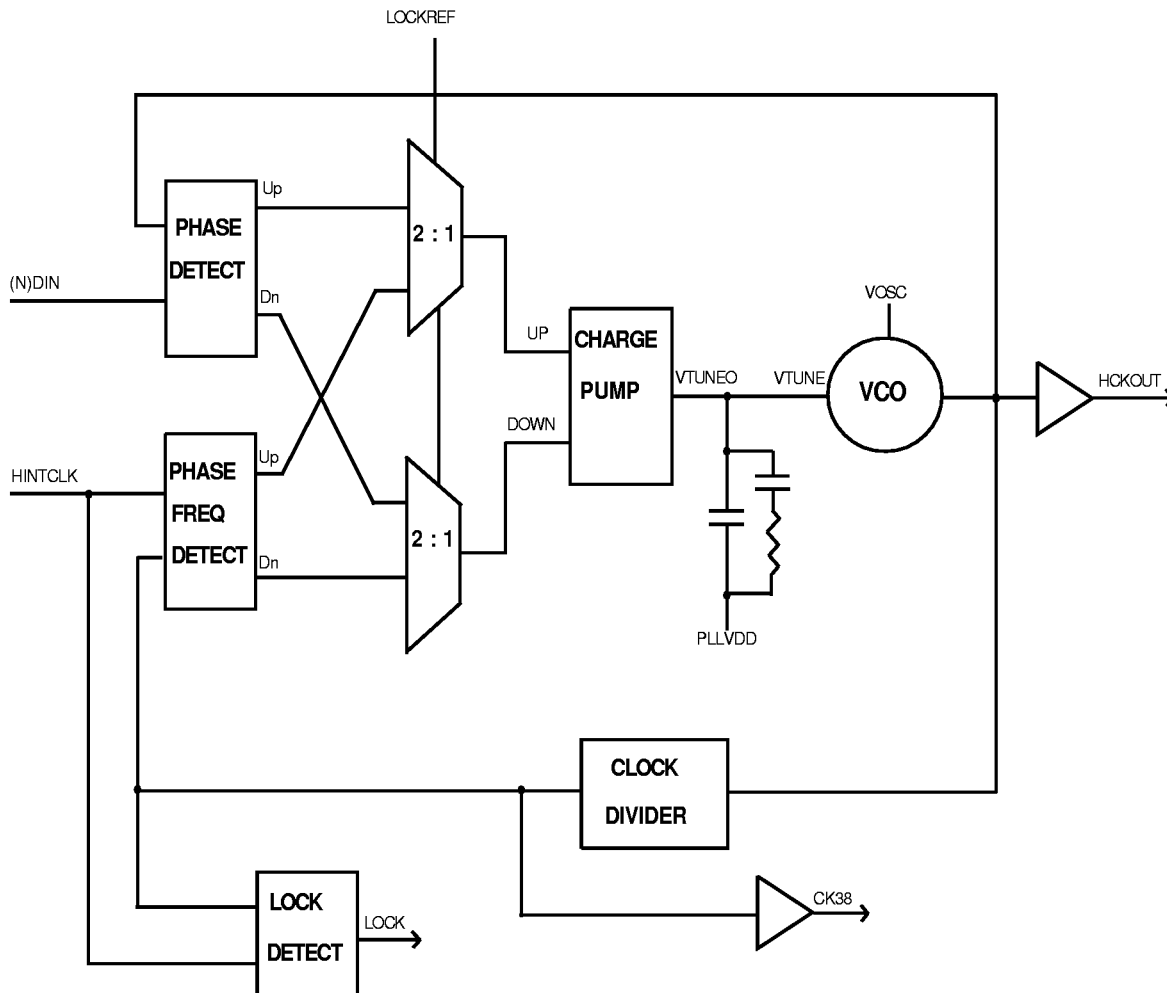 LOCKREF
Up
PHASE
DETECT
(N)DIN
Dn
2 : 1
UP
CHARGE
PUMP
VOSC
VTUNEO
VTUNE
VCO
HCKOUT
DOWN
HINTCLK
PHASE
FREQ
DETECT
Up
Dn
2 : 1
PLLVDD
CLOCK
DIVIDER
CK38
LOCK
DETECT
LOCK